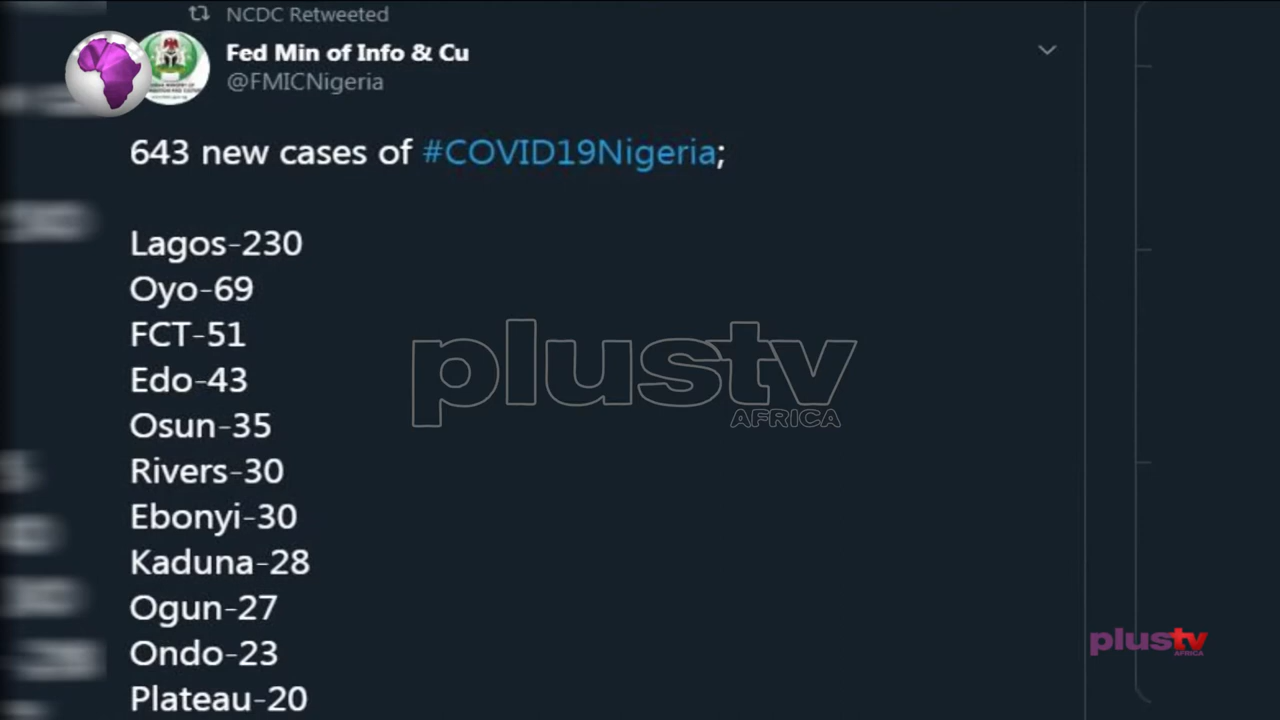 NCDC Retweeted
Fed Min of Info & Cu
@FMICNigeria
643 new cases of #COVID19Nigeria;
Lagos-230
Oyo-69
FCT-51
Edo-43
Osun-35
Rivers-30
Ebonyi-30
Kaduna-28
Ogun-27
Ondo-23
Plateau-20
plustv
AFRICA
plustv
AFRICA